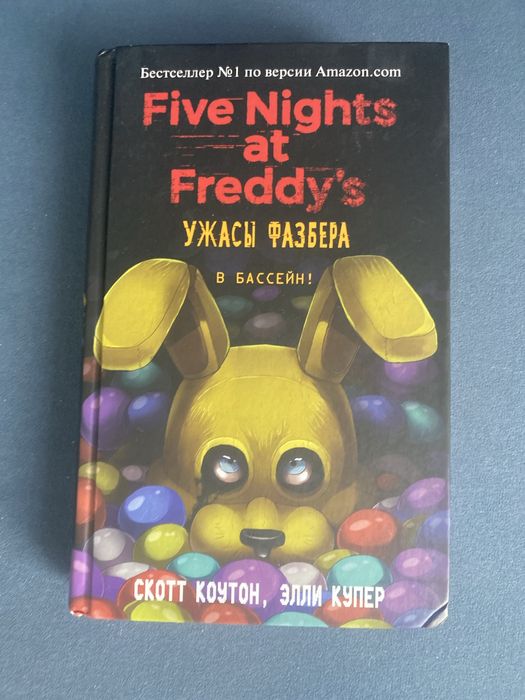 Бестселлер №1 по версии Amazon.com
Five Nights
at
Freddy's
УЖАСЫ ФАЗБЕРА
В БАССЕЙН!
СКОТТ КОУТОН, ЭЛЛИ КУПЕР